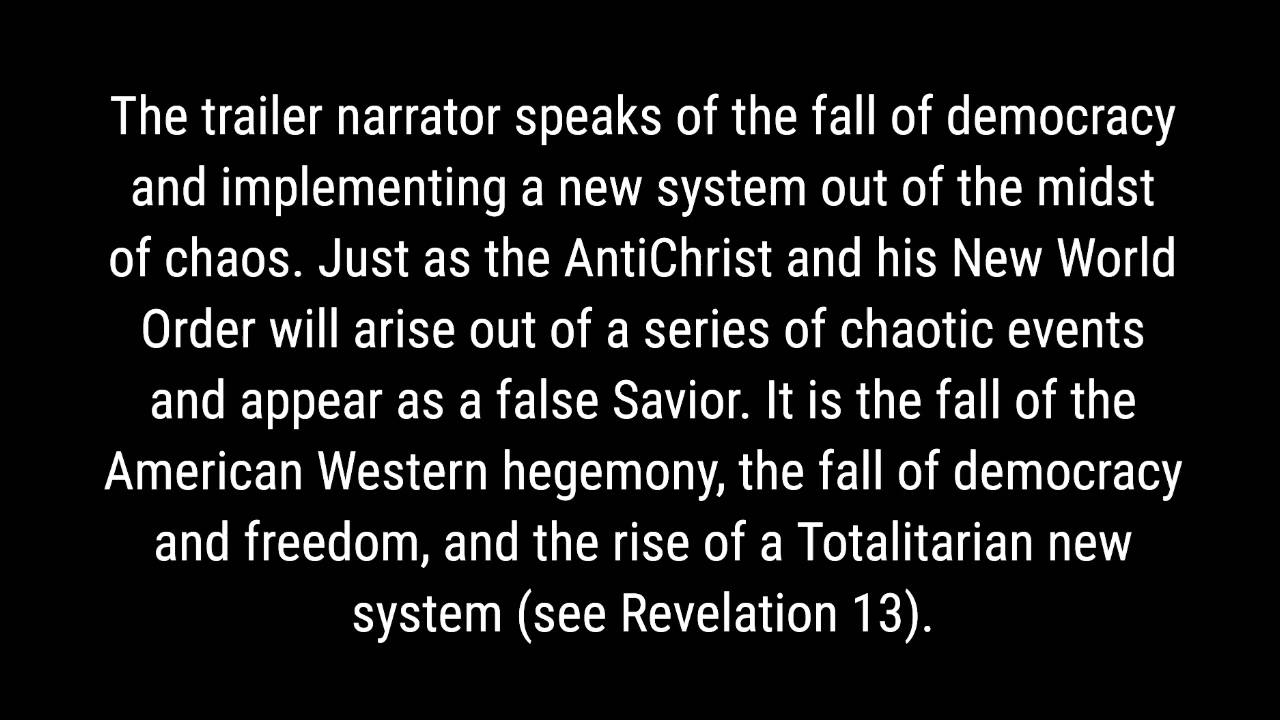 The trailer narrator speaks of the fall of democracy
and implementing a new system out of the midst
of chaos. Just as the AntiChrist and his New World
Order will arise out of a series of chaotic events
and appear as a false Savior. It is the fall of the
American Western hegemony, the fall of democracy
and freedom, and the rise of a Totalitarian new
system (see Revelation 13).